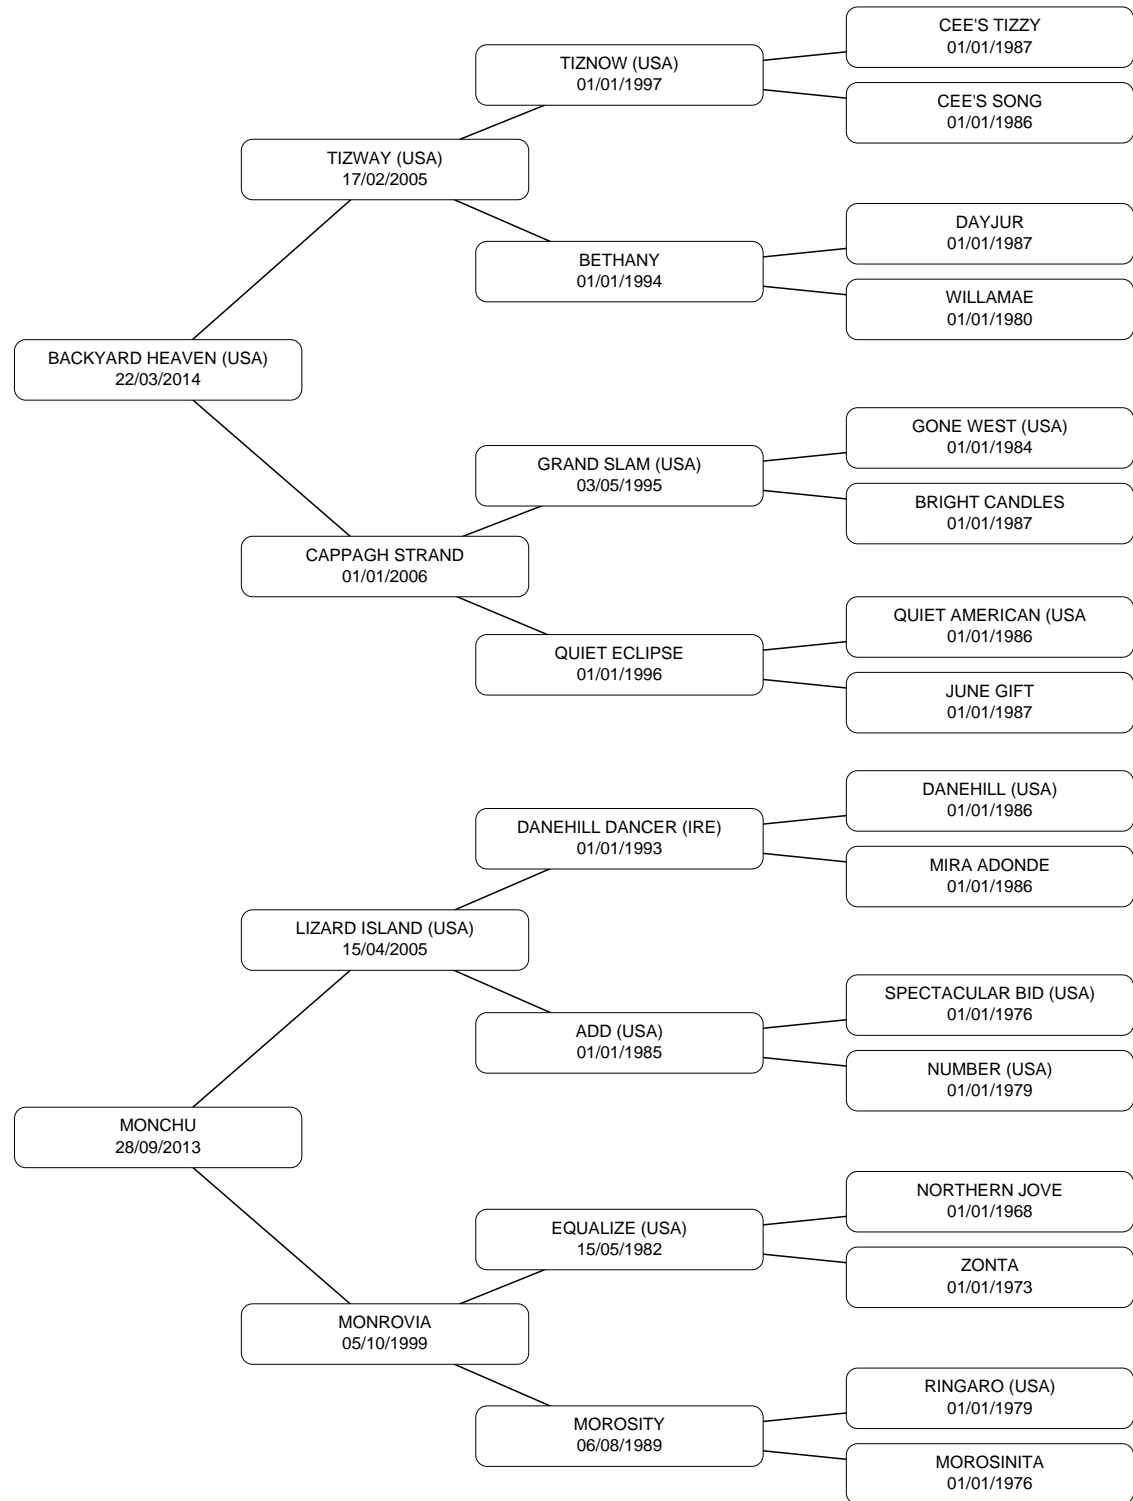 CEE'S TIZZY
01/01/1987
TIZNOW (USA)
01/01/1997
CEE'S SONG
01/01/1986
TIZWAY (USA)
17/02/2005
DAYJUR
01/01/1987
BETHANY
01/01/1994
WILLAMAE
01/01/1980
BACKYARD HEAVEN (USA)
22/03/2014
GONE WEST (USA)
01/01/1984
GRAND SLAM (USA)
03/05/1995
BRIGHT CANDLES
01/01/1987
CAPPAGH STRAND
01/01/2006
QUIET AMERICAN (USA
01/01/1986
QUIET ECLIPSE
01/01/1996
JUNE GIFT
01/01/1987
DANEHILL (USA)
01/01/1986
DANEHILL DANCER (IRE)
01/01/1993
MIRA ADONDE
01/01/1986
LIZARD ISLAND (USA)
15/04/2005
SPECTACULAR BID (USA)
01/01/1976
ADD (USA)
01/01/1985
NUMBER (USA)
01/01/1979
MONCHU
28/09/2013
NORTHERN JOVE
01/01/1968
EQUALIZE (USA)
15/05/1982
ZONTA
01/01/1973
MONROVIA
05/10/1999
RINGARO (USA)
01/01/1979
MOROSITY
06/08/1989
MOROSINITA
01/01/1976